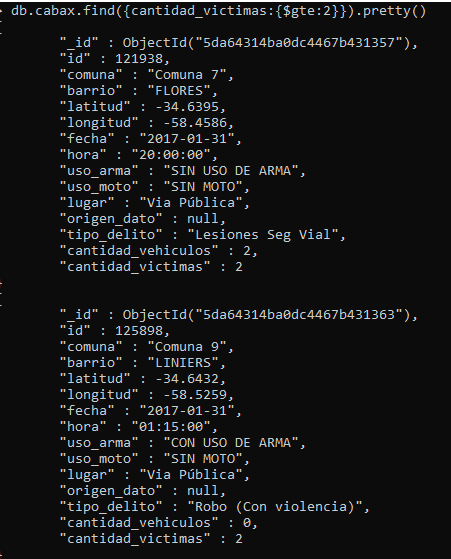 > db.cabax.find({cantidad_victimas:{$gte:2}}).pretty()
"_id" : ObjectId("5da64314ba0dc4467b431357"),
"id" : 121938,
"comuna" : "Comuna 7",
"barrio" : "FLORES",
"latitud" : -34.6395,
"longitud" : -58.4586,
"fecha" : "2017-01-31",
"hora" : "20:00:00",
"uso_arma" : "SIN USO DE ARMA",
"uso_moto" : "SIN MOTO",
"lugar" : "Via Pública",
"origen_dato" : null,
"tipo_delito" : "Lesiones Seg Vial",
"cantidad_vehiculos" : 2,
"cantidad_victimas" : 2
"_id" : ObjectId("5da64314ba0dc4467b431363"),
"id" : 125898,
"comuna" : "Comuna 9",
"barrio" : "LINIERS",
"latitud" : -34.6432,
"longitud" : -58.5259,
"fecha" : "2017-01-31",
"hora" : "01:15:00",
"uso_arma" : "CON USO DE ARMA",
"uso_moto" : "SIN MOTO",
"lugar" : "Via Pública",
"origen_dato" : null,
"tipo_delito" : "Robo (Con violencia)",
"cantidad_vehiculos" : 0,
"cantidad_victimas" : 2